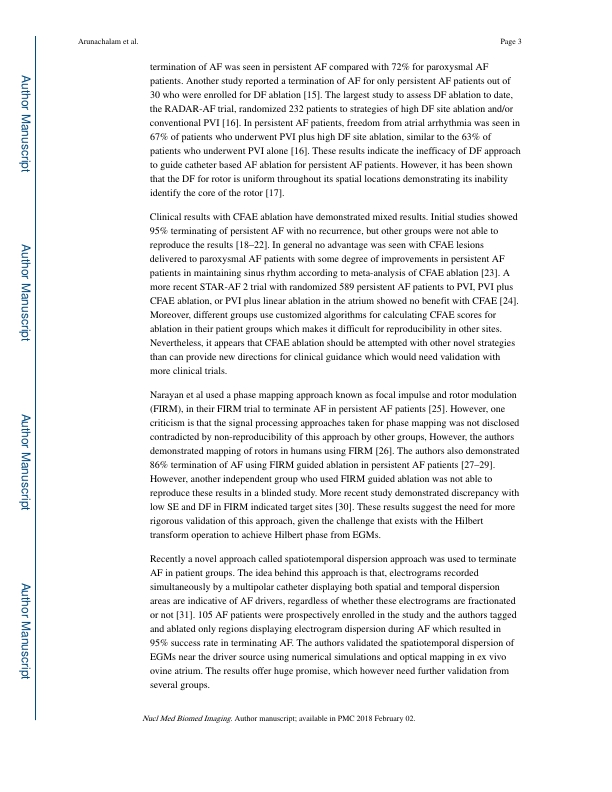 Arunachalam et al.
Page 3
termination of AF was seen in persistent AF compared with 72% for paroxysmal AF
patients. Another study reported a termination of AF for only persistent AF patients out of
30 who were enrolled for DF ablation [15]. The largest study to assess DF ablation to date,
the RADAR-AF trial, randomized 232 patients to strategies of high DF site ablation and/or
conventional PVI [16]. In persistent AF patients, freedom from atrial arrhythmia was seen in
67% of patients who underwent PVI plus high DF site ablation, similar to the 63% of
patients who underwent PVI alone [16]. These results indicate the inefficacy of DF approach
to guide catheter based AF ablation for persistent AF patients. However, it has been shown
that the DF for rotor is uniform throughout its spatial locations demonstrating its inability
identify the core of the rotor [17].
Clinical results with CFAE ablation have demonstrated mixed results. Initial studies showed
95% terminating of persistent AF with no recurrence, but other groups were not able to
reproduce the results [18–22]. In general no advantage was seen with CFAE lesions
delivered to paroxysmal AF patients with some degree of improvements in persistent AF
patients in maintaining sinus rhythm according to meta-analysis of CFAE ablation [23]. A
more recent STAR-AF 2 trial with randomized 589 persistent AF patients to PVI, PVI plus
CFAE ablation, or PVI plus linear ablation in the atrium showed no benefit with CFAE [24].
Moreover, different groups use customized algorithms for calculating CFAE scores for
ablation in their patient groups which makes it difficult for reproducibility in other sites.
Nevertheless, it appears that CFAE ablation should be attempted with other novel strategies
than can provide new directions for clinical guidance which would need validation with
more clinical trials.
Narayan et al used a phase mapping approach known as focal impulse and rotor modulation
(FIRM), in their FIRM trial to terminate AF in persistent AF patients [25]. However, one
criticism is that the signal processing approaches taken for phase mapping was not disclosed
contradicted by non-reproducibility of this approach by other groups, However, the authors
demonstrated mapping of rotors in humans using FIRM [26]. The authors also demonstrated
86% termination of AF using FIRM guided ablation in persistent AF patients [27–29].
However, another independent group who used FIRM guided ablation was not able to
reproduce these results in a blinded study. More recent study demonstrated discrepancy with
low SE and DF in FIRM indicated target sites [30]. These results suggest the need for more
rigorous validation of this approach, given the challenge that exists with the Hilbert
transform operation to achieve Hilbert phase from EGMs.
Recently a novel approach called spatiotemporal dispersion approach was used to terminate
AF in patient groups. The idea behind this approach is that, electrograms recorded
simultaneously by a multipolar catheter displaying both spatial and temporal dispersion
areas are indicative of AF drivers, regardless of whether these electrograms are fractionated
or not [31]. 105 AF patients were prospectively enrolled in the study and the authors tagged
and ablated only regions displaying electrogram dispersion during AF which resulted in
95% success rate in terminating AF. The authors validated the spatiotemporal dispersion of
EGMs near the driver source using numerical simulations and optical mapping in ex vivo
ovine atrium. The results offer huge promise, which however need further validation from
several groups.
Nucl Med Biomed Imaging. Author manuscript; available in PMC 2018 February 02.
Author Manuscript
Author Manuscript
Author Manuscript
Author Manuscript